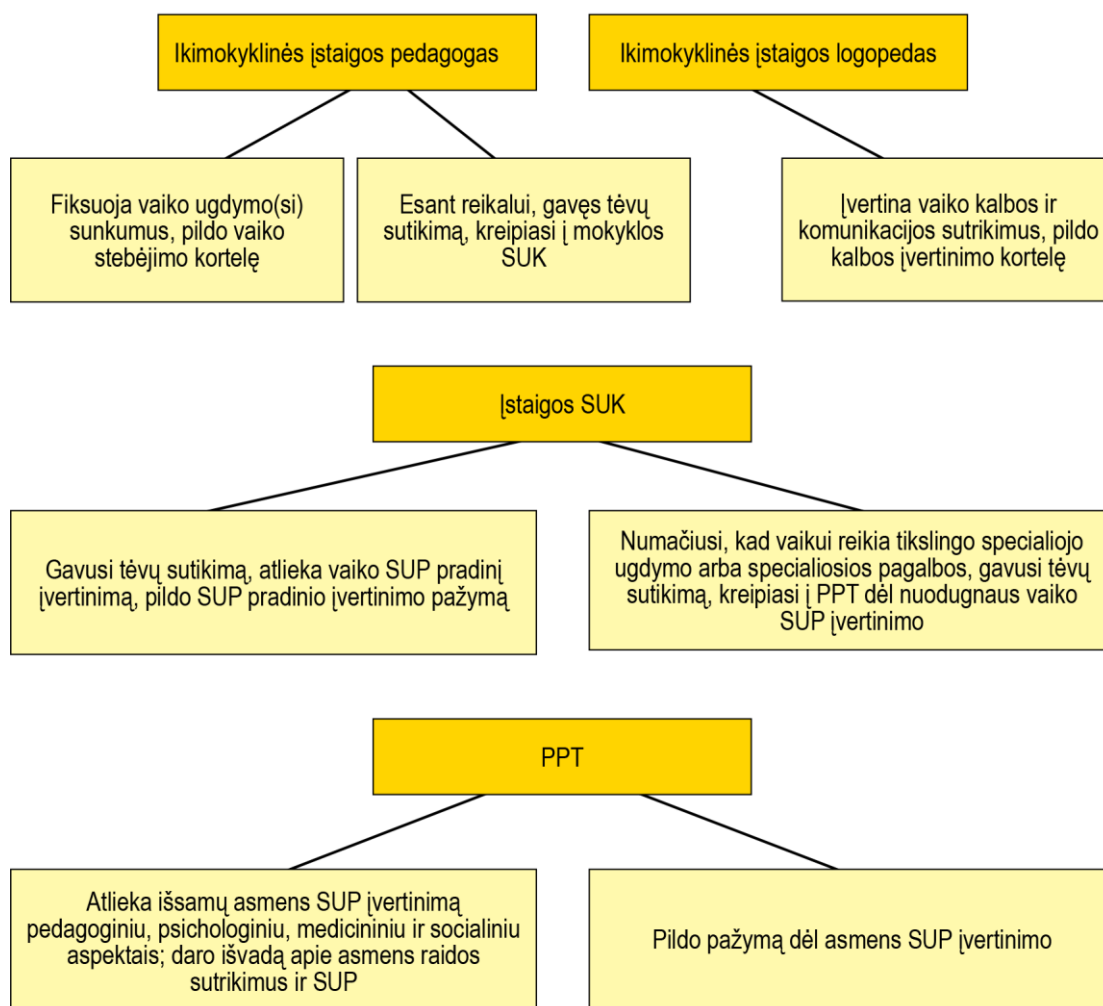 Ikimokyklinės įstaigos pedagogas
Ikimokyklinės įstaigos logopedas
Fiksuoja vaiko ugdymo(si)
sunkumus, pildo vaiko
stebėjimo kortelę
Esant reikalui, gavęs tėvų
sutikimą, kreipiasi į mokyklos
SUK
Įvertina vaiko kalbos ir
komunikacijos sutrikimus, pildo
kalbos įvertinimo kortelę
Įstaigos SUK
Gavusi tėvų sutikimą, atlieka vaiko SUP pradinį
įvertinimą, pildo SUP pradinio įvertinimo pažymą
Numačiusi, kad vaikui reikia tikslingo specialiojo
ugdymo arba specialiosios pagalbos, gavusi tėvų
sutikimą, kreipiasi į PPT dėl nuodugnaus vaiko
SUP įvertinimo
PPT
Atlieka išsamų asmens SUP įvertinimą
pedagoginiu, psichologiniu, medicininiu ir socialiniu
aspektais; daro išvadą apie asmens raidos
sutrikimus ir SUP
Pildo pažymą dėl asmens SUP įvertinimo